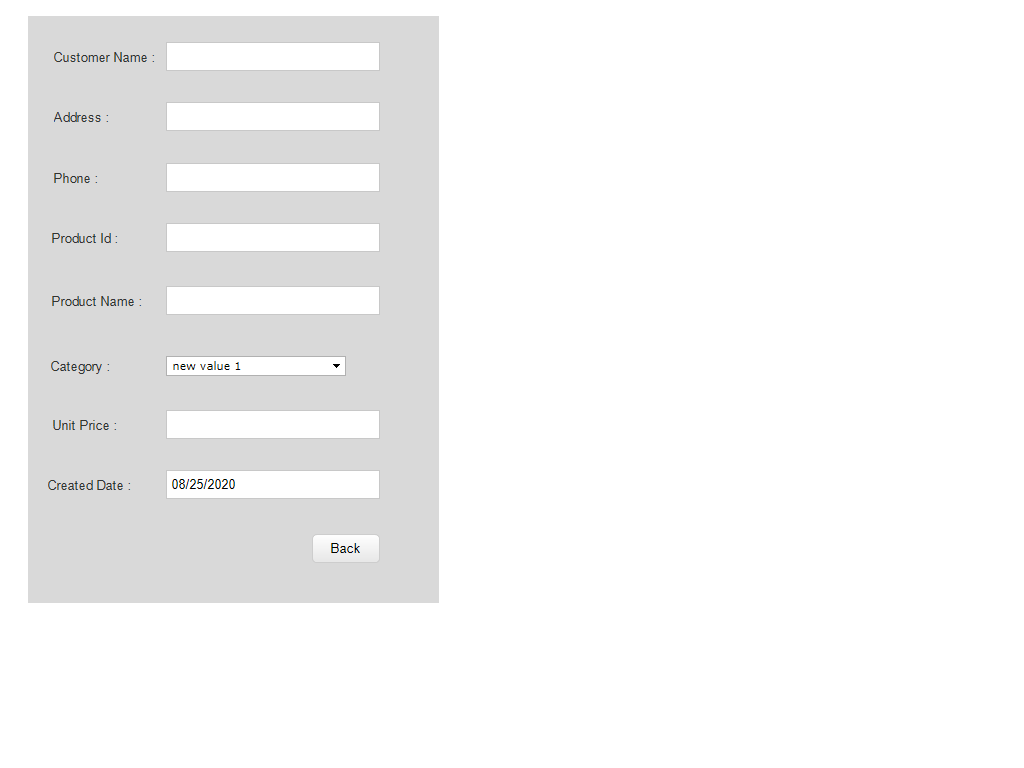 Customer Name :
Address :
Phone :
Product Id :
Product Name :
Category : new value 1
Unit Price :
Created Date : 08/25/2020
Back